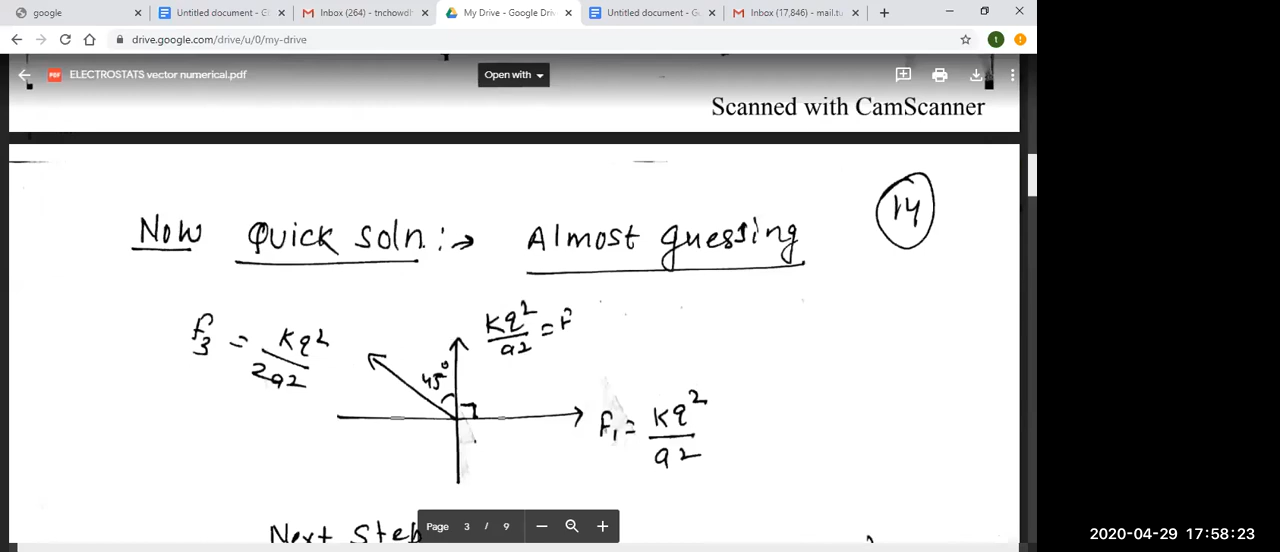 google
Untitled document - G
Inbox (264) - tnchowdh
My Drive - Google Driv
Untitled document - G
Inbox (17,846) - mail.tu
drive.google.com/drive/u/0/my-drive
t
PDF ELECTROSTATS vector numerical.pdf
Open with
Scanned with CamScanner
14
Now Quick Soln. :→ Almost guessing
f₃ = Kq²/2a²
Kq²/a² = F
45°
F₁ = Kq²/a²
Next Step
Page 3 / 9
2020-04-29 17:58:23